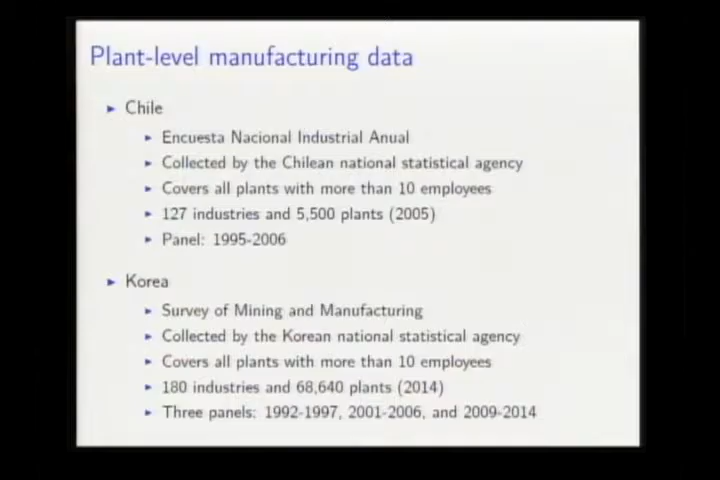 Plant-level manufacturing data
Chile
Encuesta Nacional Industrial Anual
Collected by the Chilean national statistical agency
Covers all plants with more than 10 employees
127 industries and 5,500 plants (2005)
Panel: 1995-2006
Korea
Survey of Mining and Manufacturing
Collected by the Korean national statistical agency
Covers all plants with more than 10 employees
180 industries and 68,640 plants (2014)
Three panels: 1992-1997, 2001-2006, and 2009-2014